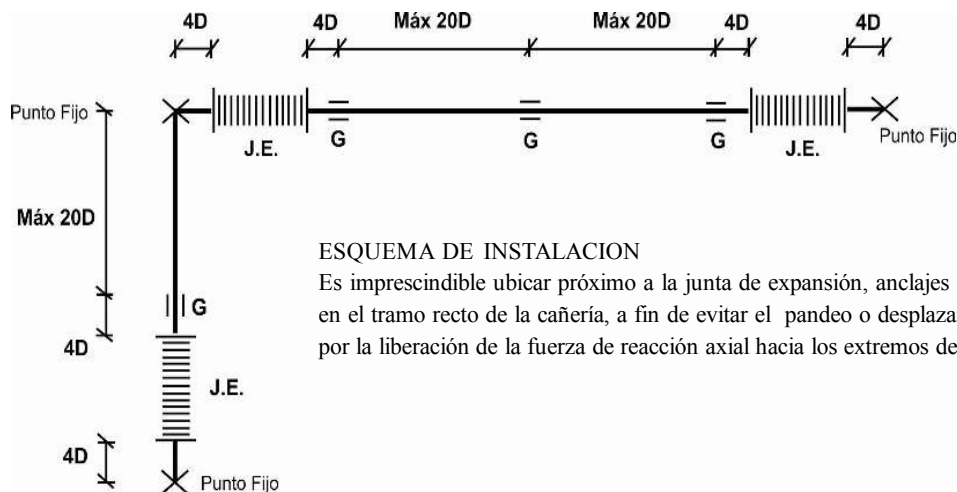 4D 4D Máx 20D Máx 20D 4D 4D
Punto Fijo
Punto Fijo
J.E. G G G J.E.
Máx 20D
ESQUEMA DE INSTALACION
Es imprescindible ubicar próximo a la junta de expansión, anclajes
G
en el tramo recto de la cañería, a fin de evitar el pandeo o desplaza
4D
por la liberación de la fuerza de reacción axial hacia los extremos de
J.E.
4D
Punto Fijo